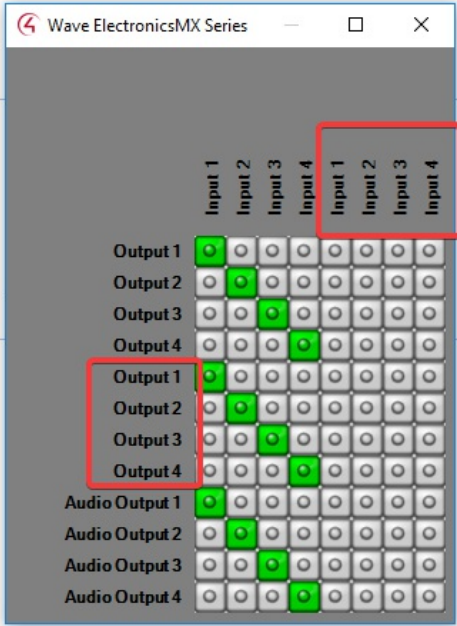 Wave ElectronicsMX Series
Input 1 Input 2 Input 3 Input 4 Input 1 Input 2 Input 3 Input 4
Output 1
Output 2
Output 3
Output 4
Output 1
Output 2
Output 3
Output 4
Audio Output 1
Audio Output 2
Audio Output 3
Audio Output 4